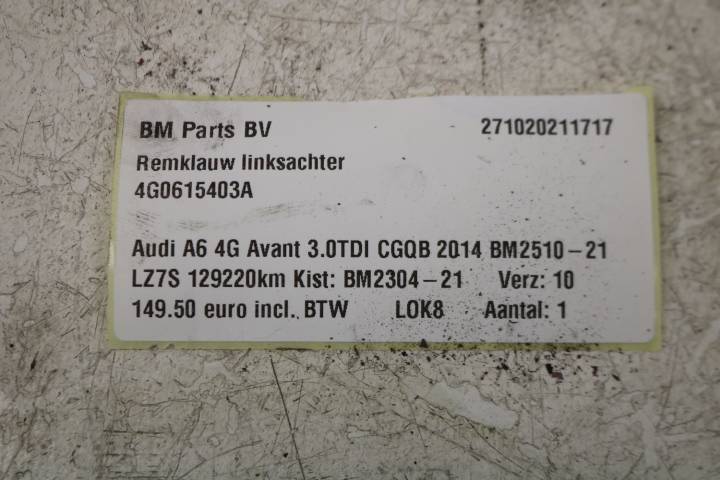 BM Parts BV 271020211717
Remklauw linksachter
4G0615403A
Audi A6 4G Avant 3.0TDI CGQB 2014 BM2510-21
LZ7S 129220km Kist: BM2304-21 Verz: 10
149.50 euro incl. BTW LOK8 Aantal: 1